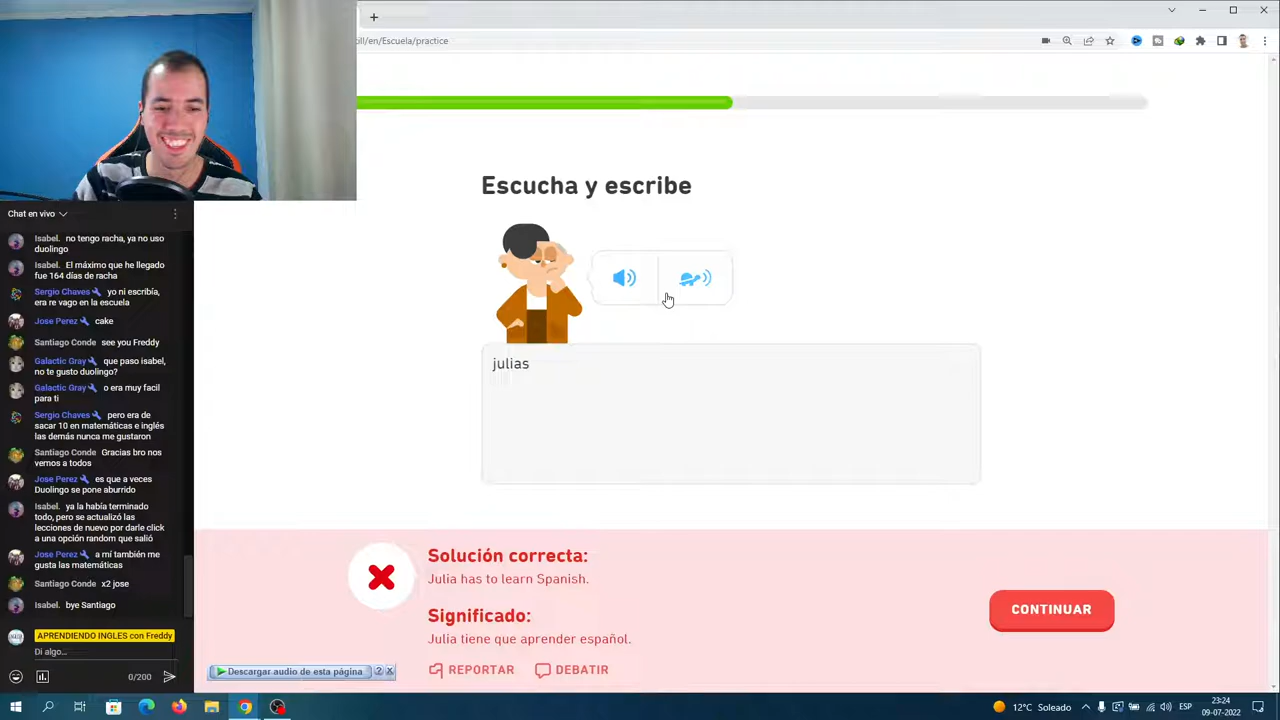 ill/en/Escuela/practice
Escucha y escribe
julias
Solución correcta:
Julia has to learn Spanish.
Significado:
Julia tiene que aprender español.
REPORTAR
DEBATIR
CONTINUAR
Chat en vivo
Isabel. no tengo racha, ya no uso
duolingo
Isabel. El máximo que he llegado
fue 164 días de racha
Sergio Chaves yo ni escribía,
era re vago en la escuela
Jose Perez cake
Santiago Conde see you Freddy
Galactic Gray que paso isabel,
no te gusto duolingo?
Galactic Gray o era muy facil
para ti
Sergio Chaves pero era de
sacar 10 en matemáticas e inglés
las demás nunca me gustaron
Santiago Conde Gracias bro nos
vemos a todos
Jose Perez es que a veces
Duolingo se pone aburrido
Isabel. ya la había terminado
todo, pero se actualizó las
lecciones de nuevo por darle click
a una opción random que salió
Jose Perez a mí también me
gusta las matemáticas
Santiago Conde x2 jose
Isabel. bye Santiago
APRENDIENDO INGLES con Freddy
Di algo...
0/200
Descargar audio de esta página ? X
12°C Soleado
ESP
23:24
09-07-2022